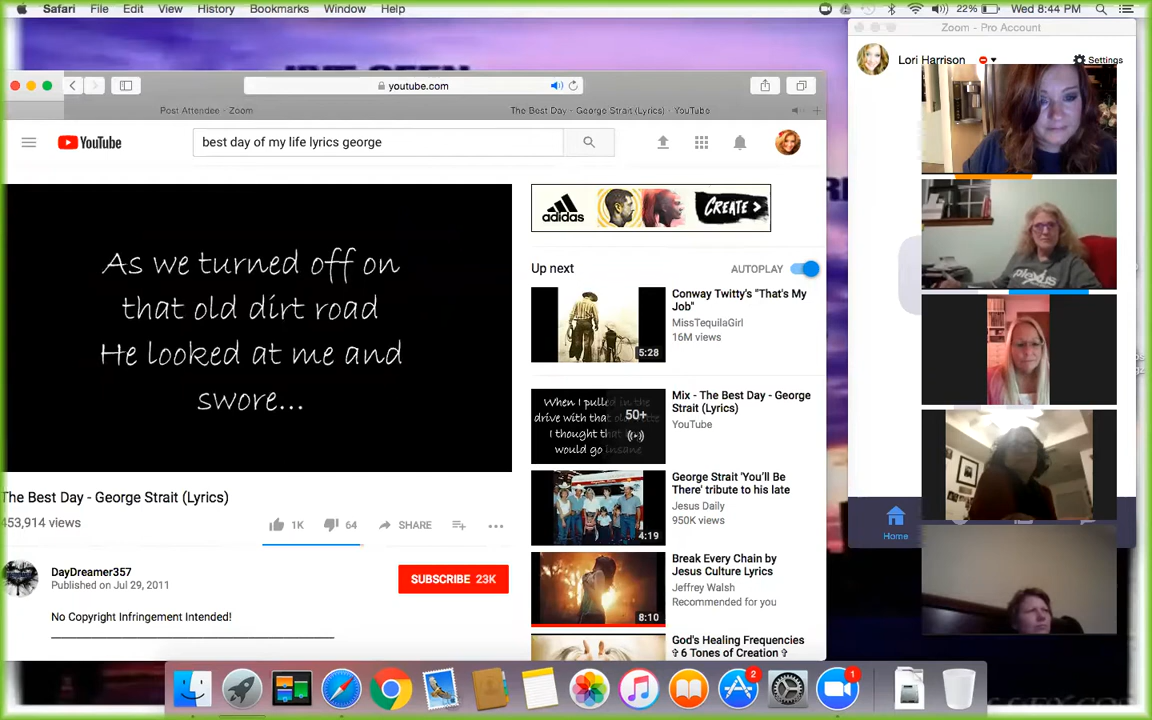 Safari File Edit View History Bookmarks Window Help
22% Wed 8:44 PM
Zoom - Pro Account
Lori Harrison
Settings
youtube.com
Post Attendee - Zoom
The Best Day - George Strait (Lyrics) - YouTube
YouTube
best day of my life lyrics george
As we turned off on
that old dirt road
He looked at me and
swore...
adidas
CREATE >
Up next
AUTOPLAY
Conway Twitty's "That's My
Job"
MissTequilaGirl
16M views
5:28
When I pulled in the
drive with that
I thought
would go insane
50+
Mix - The Best Day - George
Strait (Lyrics)
YouTube
George Strait 'You'll Be
There' tribute to his late
Jesus Daily
950K views
4:19
Break Every Chain by
Jesus Culture Lyrics
Jeffrey Walsh
Recommended for you
8:10
God's Healing Frequencies
6 Tones of Creation
The Best Day - George Strait (Lyrics)
453,914 views
1K
64
SHARE
DayDreamer357
Published on Jul 29, 2011
SUBSCRIBE 23K
No Copyright Infringement Intended!
plexus
Home
2
1